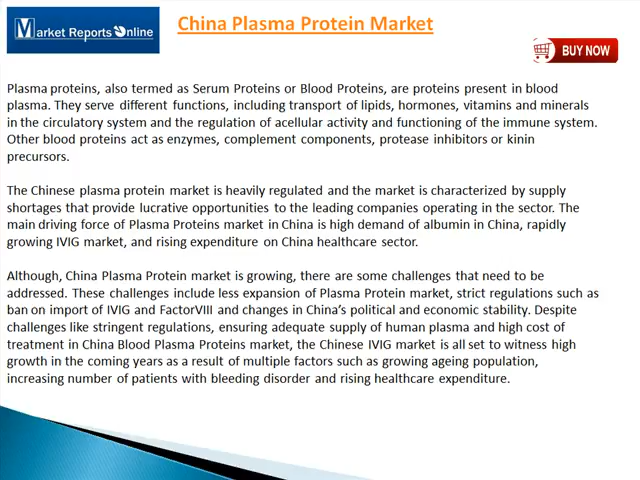 Market Reports Online
China Plasma Protein Market
BUY NOW
Plasma proteins, also termed as Serum Proteins or Blood Proteins, are proteins present in blood
plasma. They serve different functions, including transport of lipids, hormones, vitamins and minerals
in the circulatory system and the regulation of acellular activity and functioning of the immune system.
Other blood proteins act as enzymes, complement components, protease inhibitors or kinin
precursors.
The Chinese plasma protein market is heavily regulated and the market is characterized by supply
shortages that provide lucrative opportunities to the leading companies operating in the sector. The
main driving force of Plasma Proteins market in China is high demand of albumin in China, rapidly
growing IVIG market, and rising expenditure on China healthcare sector.
Although, China Plasma Protein market is growing, there are some challenges that need to be
addressed. These challenges include less expansion of Plasma Protein market, strict regulations such as
ban on import of IVIG and FactorVIII and changes in China's political and economic stability. Despite
challenges like stringent regulations, ensuring adequate supply of human plasma and high cost of
treatment in China Blood Plasma Proteins market, the Chinese IVIG market is all set to witness high
growth in the coming years as a result of multiple factors such as growing ageing population,
increasing number of patients with bleeding disorder and rising healthcare expenditure.